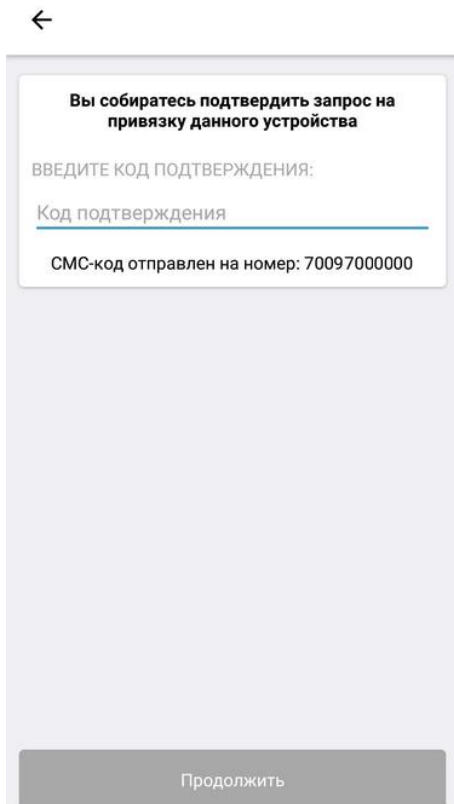 Вы собиратесь подтвердить запрос на
привязку данного устройства
ВВЕДИТЕ КОД ПОДТВЕРЖДЕНИЯ:
Код подтверждения
СМС-код отправлен на номер: 70097000000
Продолжить